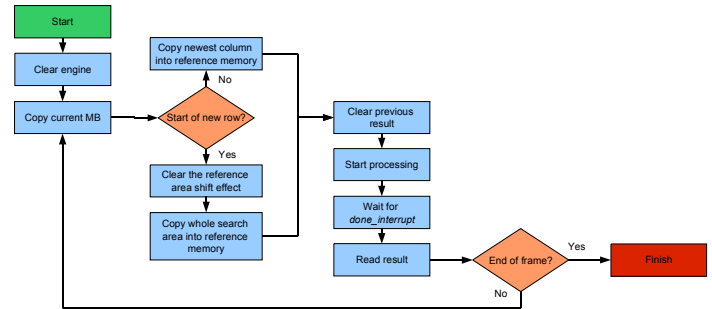 Start
Clear engine
Copy current MB
Copy newest column
into reference memory
No
Start of new row?
Yes
Clear the reference
area shift effect
Copy whole search
area into reference
memory
Clear previous
result
Start processing
Wait for
done_interrupt
Read result
End of frame?
Yes
No
Finish